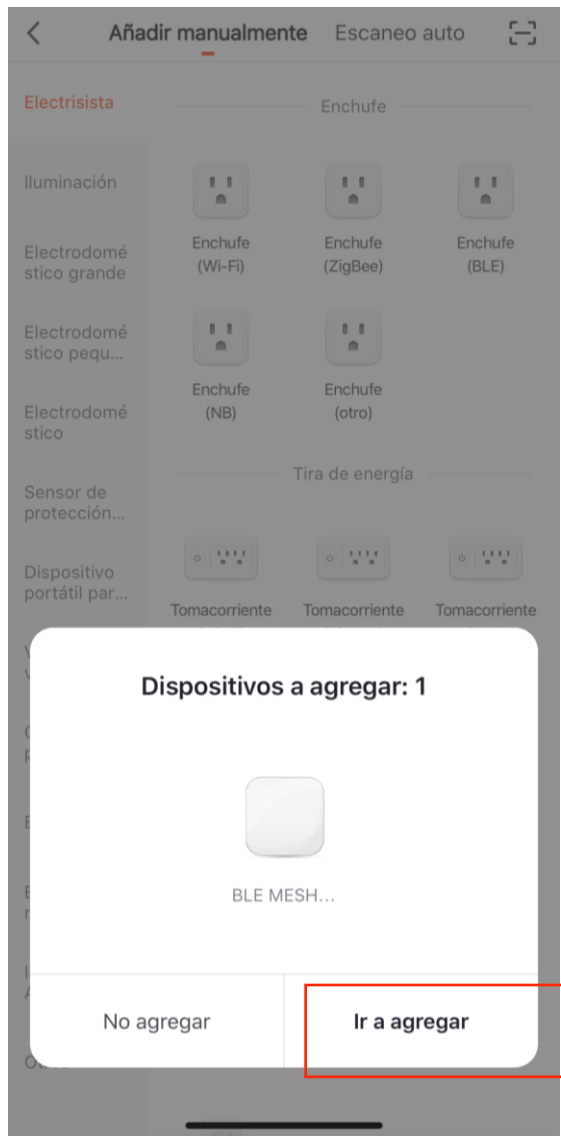 Añadir manualmente Escaneo auto
Electrisista
Enchufe
Iluminación
Enchufe
(Wi-Fi)
Enchufe
(ZigBee)
Enchufe
(BLE)
Electrodomé
stico grande
Electrodomé
stico pequ...
Enchufe
(NB)
Enchufe
(otro)
Electrodomé
stico
Tira de energía
Sensor de
protección...
Dispositivo
portátil par...
Tomacorriente Tomacorriente Tomacorriente
Dispositivos a agregar: 1
BLE MESH...
No agregar
Ir a agregar